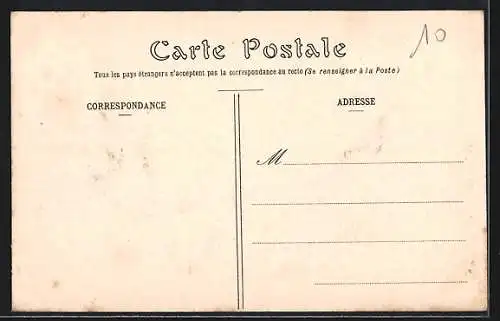 10
Carte Postale
Tous les pays étrangers n'acceptent pas la correspondance au recto (Se renseigner à la Poste)
CORRESPONDANCE
ADRESSE
M